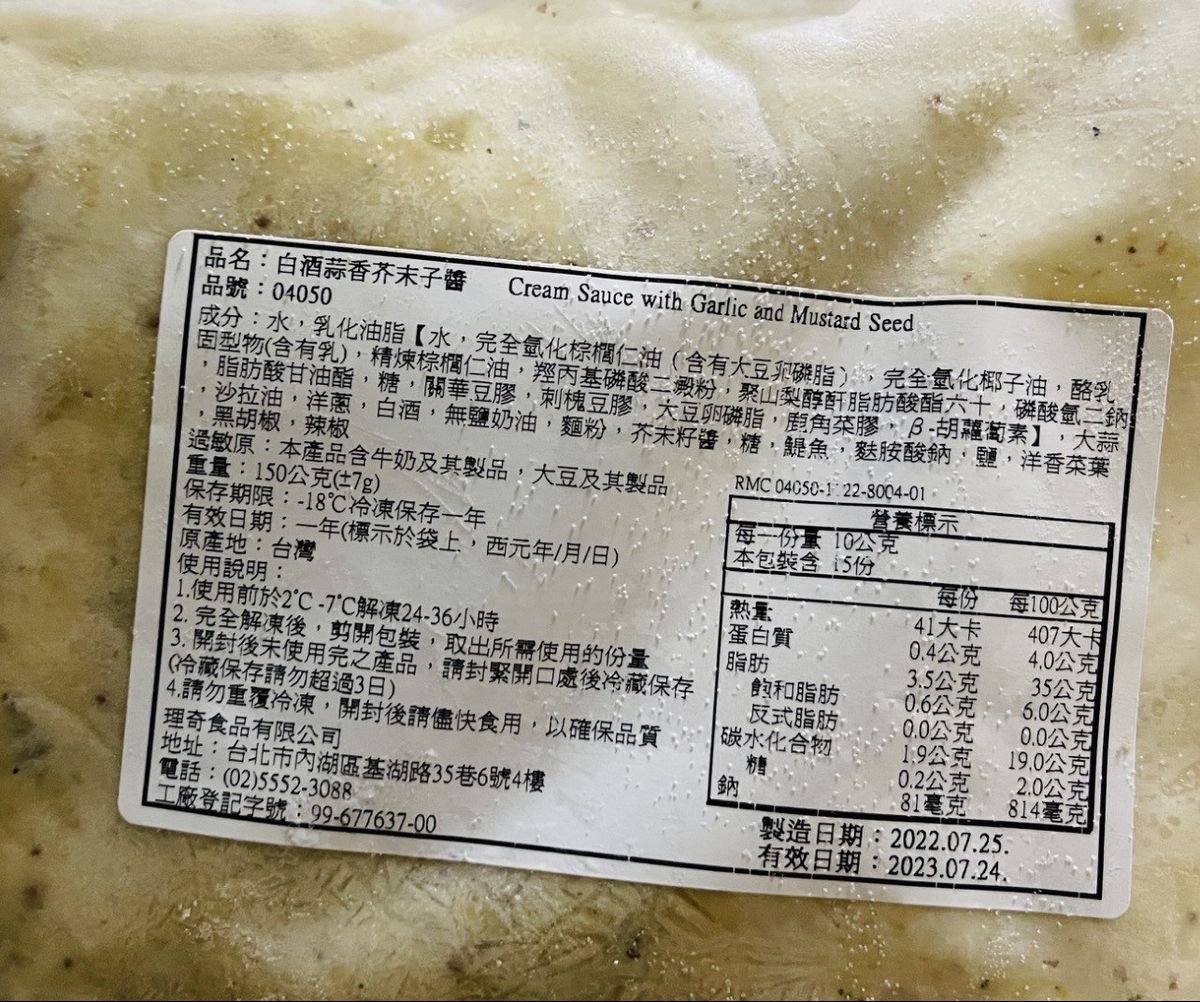 品名：白酒蒜香芥末子醬 Cream Sauce with Garlic and Mustard Seed
品號：04050
成分：水，乳化油脂【水，完全氫化棕櫚仁油（含有大豆卵磷脂），完全氫化椰子油，酪乳
固型物(含有乳)，精煉棕櫚仁油，羥丙基磷酸二澱粉，聚山梨醇酐脂肪酸酯六十，磷酸氫二鈉
，脂肪酸甘油酯，糖，關華豆膠，刺槐豆膠，大豆卵磷脂，鹿角菜膠，β-胡蘿蔔素】，大蒜
，沙拉油，洋蔥，白酒，無鹽奶油，麵粉，芥末籽醬，糖，鯷魚，麩胺酸鈉，鹽，洋香菜葉
，黑胡椒，辣椒
過敏原：本產品含牛奶及其製品，大豆及其製品
重量：150公克(±7g)
保存期限：-18℃冷凍保存一年
有效日期：一年(標示於袋上，西元年/月/日)
原產地：台灣
使用說明：
1.使用前於2℃-7℃解凍24-36小時
2. 完全解凍後，剪開包裝，取出所需使用的份量
3. 開封後未使用完之產品，請封緊開口處後冷藏保存
(冷藏保存請勿超過3日)
4.請勿重覆冷凍，開封後請儘快食用，以確保品質
理奇食品有限公司
地址：台北市內湖區基湖路35巷6號4樓
電話：(02)5552-3088
工廠登記字號：99-677637-00
營養標示
每一份量 10公克
本包裝含 15份
每份 每100公克
熱量 41大卡 407大卡
蛋白質 0.4公克 4.0公克
脂肪 3.5公克 35公克
飽和脂肪 0.6公克 6.0公克
反式脂肪 0.0公克 0.0公克
碳水化合物 1.9公克 19.0公克
糖 0.2公克 2.0公克
鈉 81毫克 814毫克
製造日期：2022.07.25.
有效日期：2023.07.24.